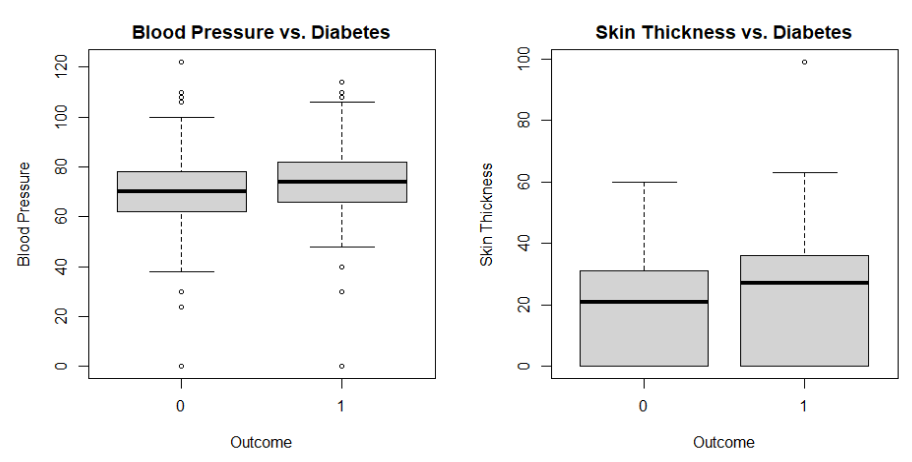 Blood Pressure vs. Diabetes
Blood Pressure
0 20 40 60 80 100 120
0 1
Outcome
Skin Thickness vs. Diabetes
Skin Thickness
0 20 40 60 80 100
0 1
Outcome